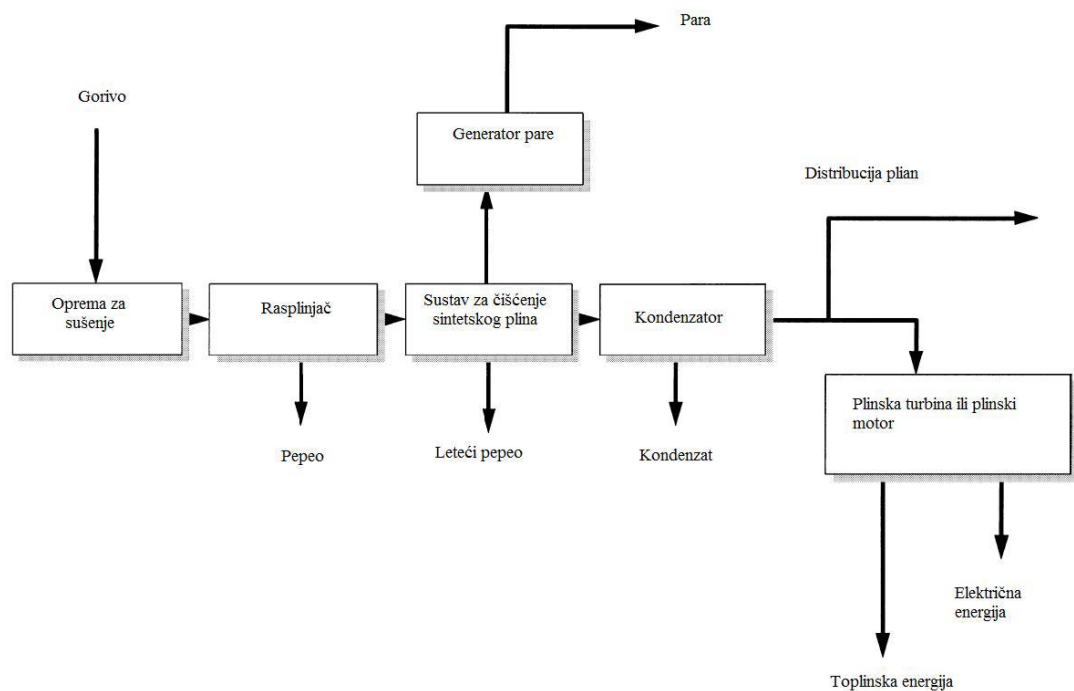 Para
Gorivo
Generator pare
Distribucija plian
Oprema za
sušenje
Rasplinjač
Sustav za čišćenje
sintetskog plina
Kondenzator
Plinska turbina ili plinski
motor
Pepeo
Leteći pepeo
Kondenzat
Eléktrična
energija
Toplinska energija